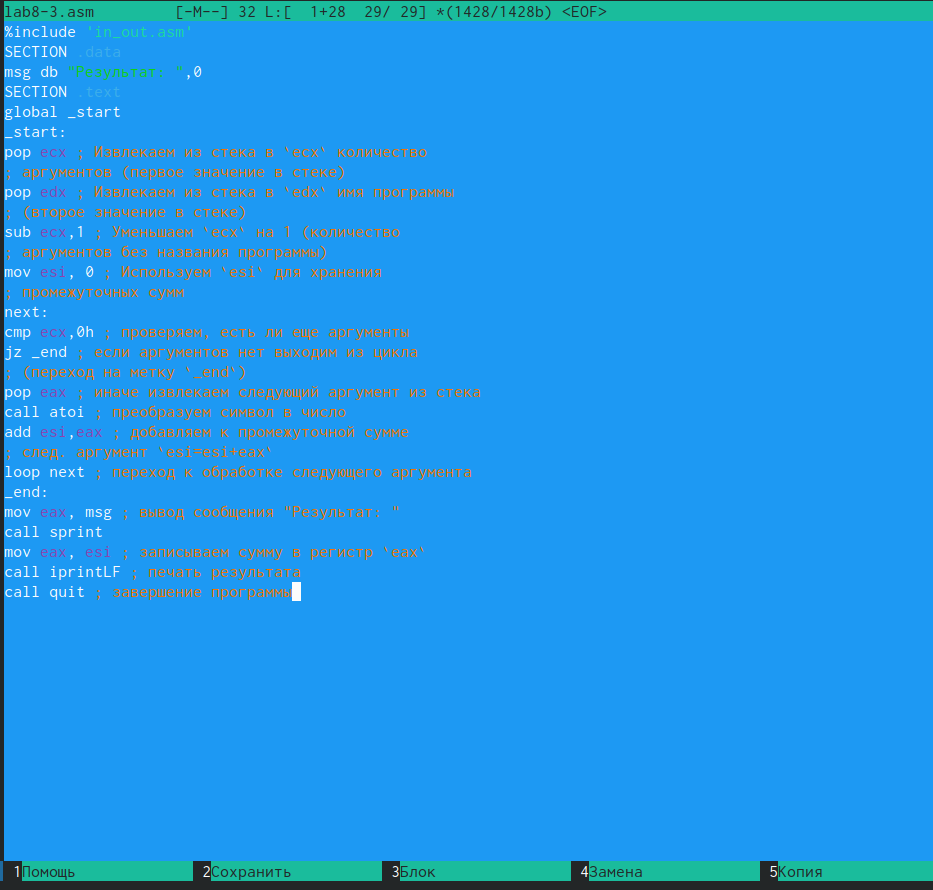 lab8-3.asm [-M--] 32 L:[ 1+28 29/ 29] *(1428/1428b) <EOF>
%include 'in_out.asm'
SECTION .data
msg db "Результат: ",0
SECTION .text
global _start
_start:
pop ecx ; Извлекаем из стека в `ecx` количество
; аргументов (первое значение в стеке)
pop edx ; Извлекаем из стека в `edx` имя программы
; (второе значение в стеке)
sub ecx,1 ; Уменьшаем `ecx` на 1 (количество
; аргументов без названия программы)
mov esi, 0 ; Используем `esi` для хранения
; промежуточных сумм
next:
cmp ecx,0h ; проверяем, есть ли еще аргументы
jz _end ; если аргументов нет выходим из цикла
; (переход на метку `_end`)
pop eax ; иначе извлекаем следующий аргумент из стека
call atoi ; преобразуем символ в число
add esi,eax ; добавляем к промежуточной сумме
; след. аргумент `esi=esi+eax`
loop next ; переход к обработке следующего аргумента
_end:
mov eax, msg ; вывод сообщения "Результат: "
call sprint
mov eax, esi ; записываем сумму в регистр `eax`
call iprintLF ; печать результата
call quit ; завершение программы
1Помощь 2Сохранить 3Блок 4Замена 5Копия